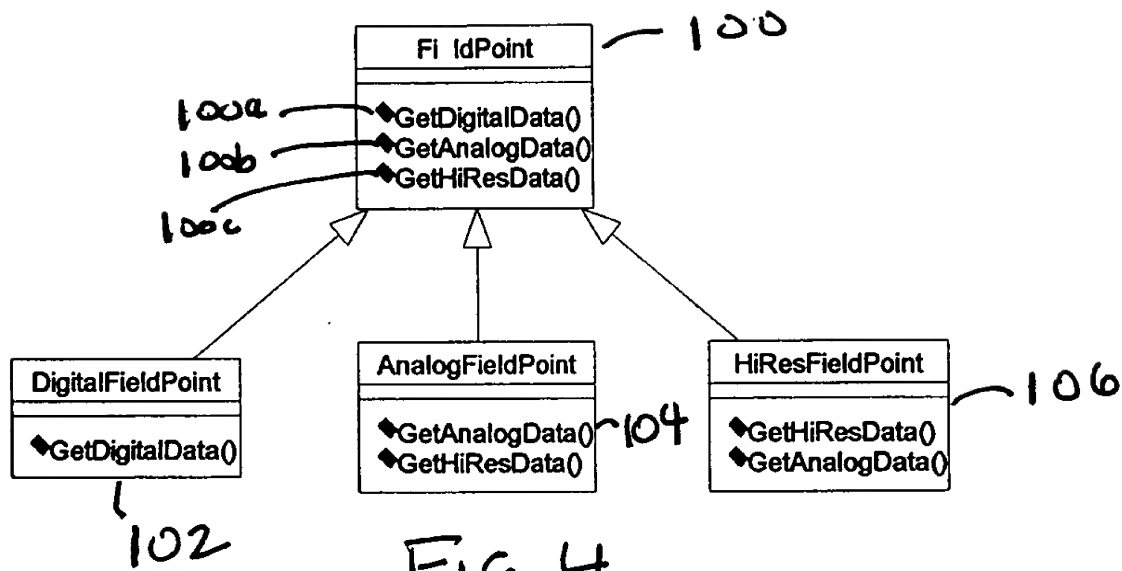 Fi ldPoint
100
100a
GetDigitalData()
100b
GetAnalogData()
100c
GetHiResData()
DigitalFieldPoint
GetDigitalData()
102
AnalogFieldPoint
GetAnalogData()
GetHiResData()
104
HiResFieldPoint
GetHiResData()
GetAnalogData()
106
FIG 4